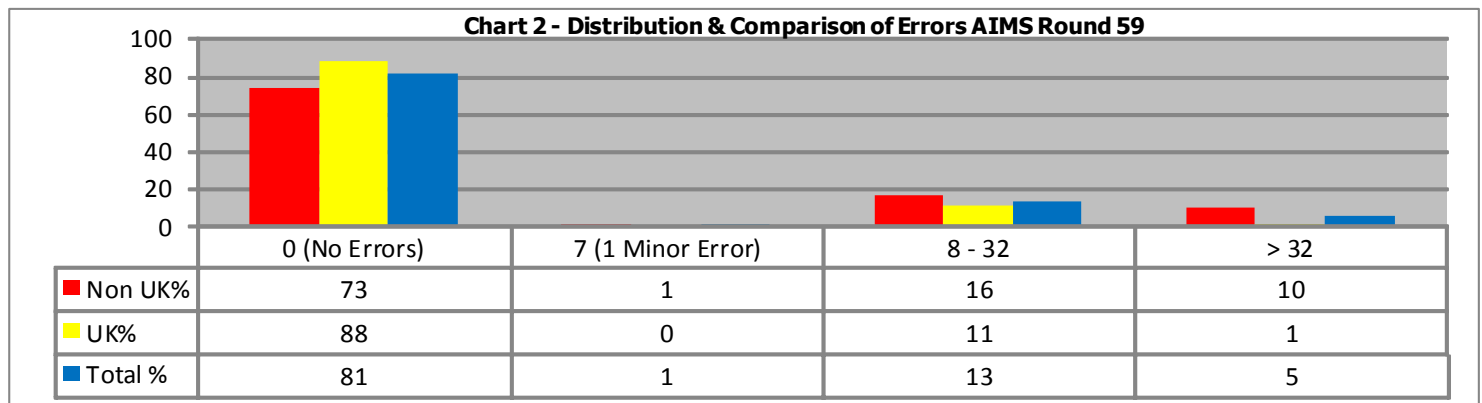 Chart 2 - Distribution & Comparison of Errors AIMS Round 59
100
80
60
40
20
0
0 (No Errors) 7 (1 Minor Error) 8 - 32 > 32
Non UK% 73 1 16 10
UK% 88 0 11 1
Total % 81 1 13 5